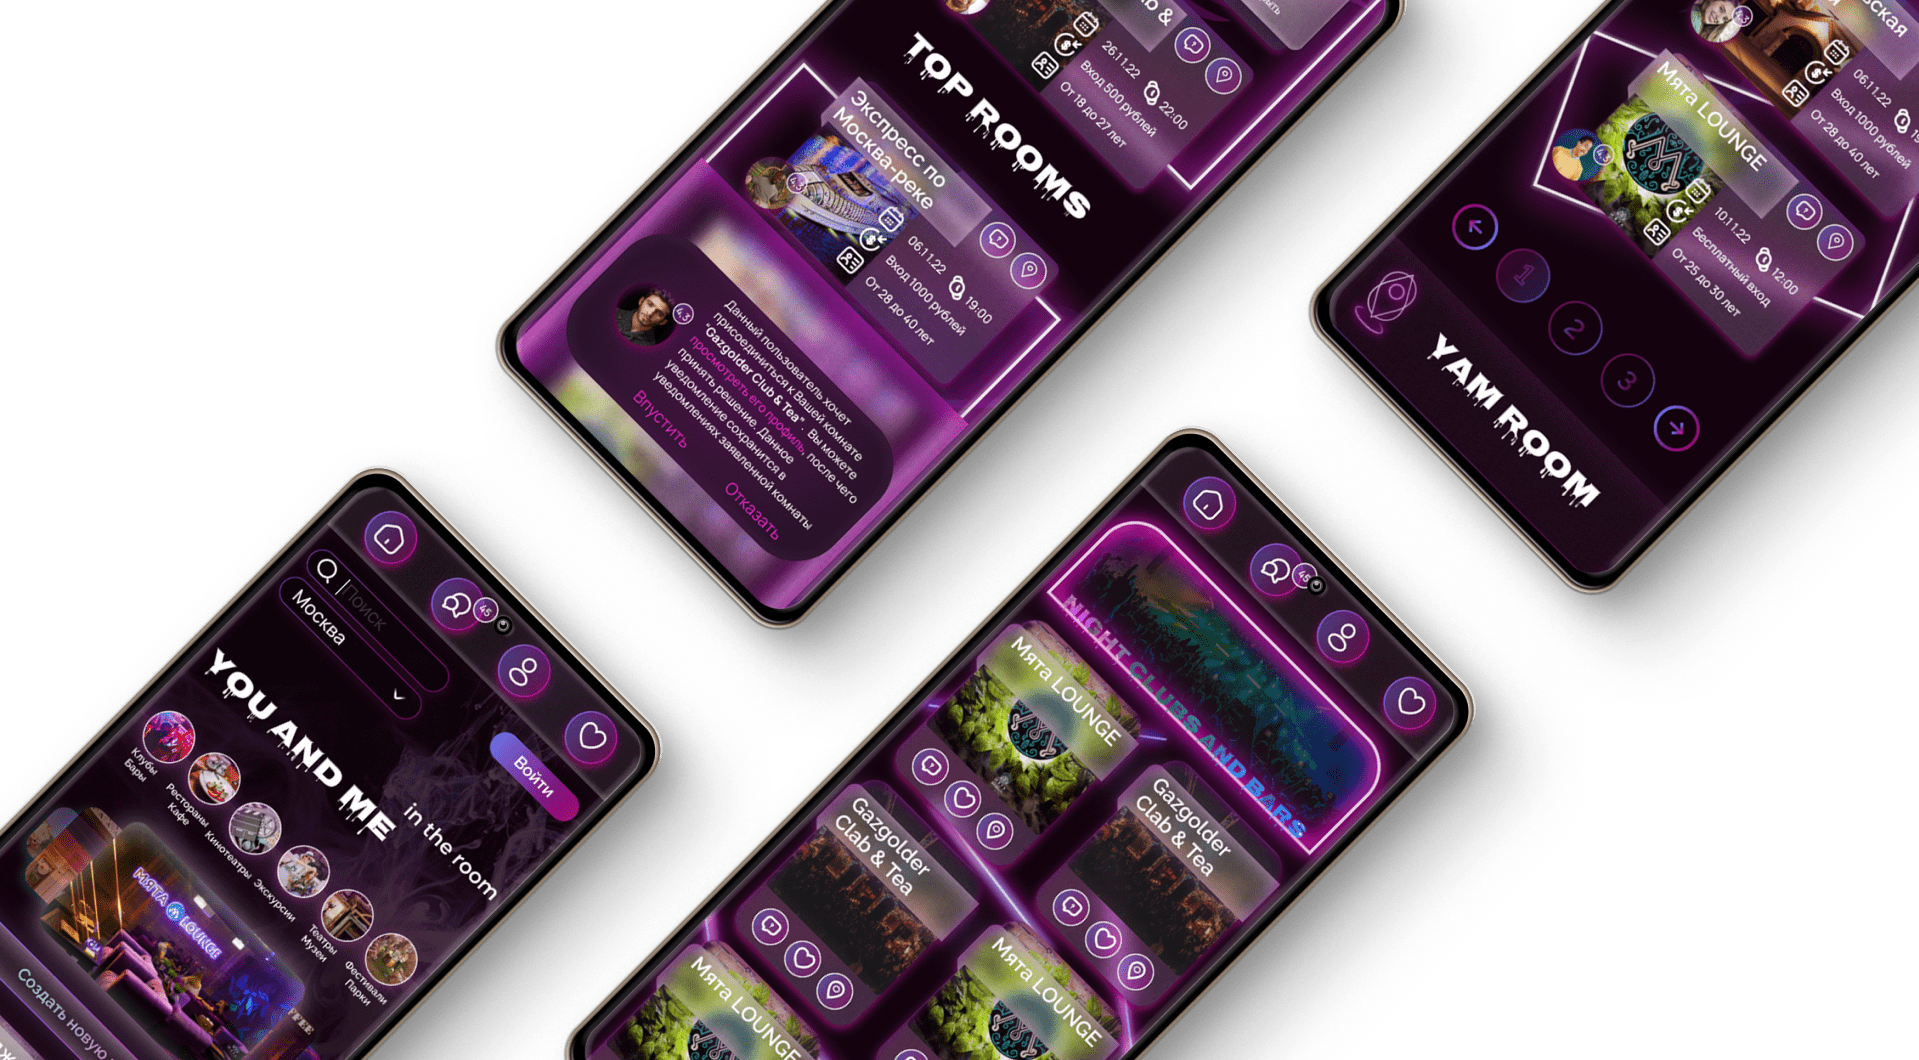 26.11.22
22:00
Вход 500 рублей
От 18 до 27 лет
TOP ROOMS
Экспресс по
Москва-реке
4,3
06.11.22
19:00
Вход 1000 рублей
От 28 до 40 лет
4,3
Данный пользователь хочет
присоединиться к Вашей комнате
"Gazgolder Club & Tea". Вы можете
просмотреть его профиль, после чего
принять решение. Данное
уведомление сохранится в
уведомлениях заявленной комнаты
Впустить
Отказать
4,3
06.11.22
Вход 1000 рублей
От 28 до 40 лет
Мята LOUNGE
4,3
10.11.22
12:00
Бесплатный вход
От 25 до 30 лет
1
2
3
YAM ROOM
45
Поиск
Москва
YOU AND ME
in the room
Войти
Клубы
Бары
Рестораны
Кафе
Кинотеатры
Экскурсии
Театры
Музеи
Фестивали
Парки
МЯТА LOUNGE
Создать новую
45
NIGHT CLUBS AND BARS
Мята LOUNGE
Gazgolder
Clab & Tea
Gazgolder
Clab & Tea
Мята LOUNGE
Мята LOUNGE